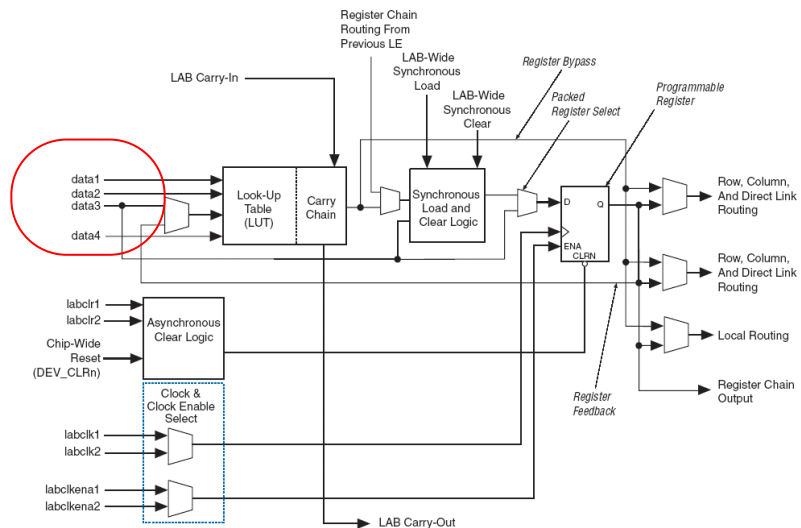 Register Chain
Routing From
Previous LE
LAB-Wide
Synchronous
Load
LAB-Wide
Synchronous
Clear
Register Bypass
Packed
Register Select
Programmable
Register
LAB Carry-In
data1
data2
data3
data4
Look-Up
Table
(LUT)
Carry
Chain
Synchronous
Load and
Clear Logic
D
Q
ENA
CLRN
Row, Column,
And Direct Link
Routing
Row, Column,
And Direct Link
Routing
Local Routing
Register Chain
Output
Register
Feedback
labclr1
labclr2
Chip-Wide
Reset
(DEV_CLRn)
Asynchronous
Clear Logic
Clock &
Clock Enable
Select
labclk1
labclk2
labclkena1
labclkena2
LAB Carry-Out